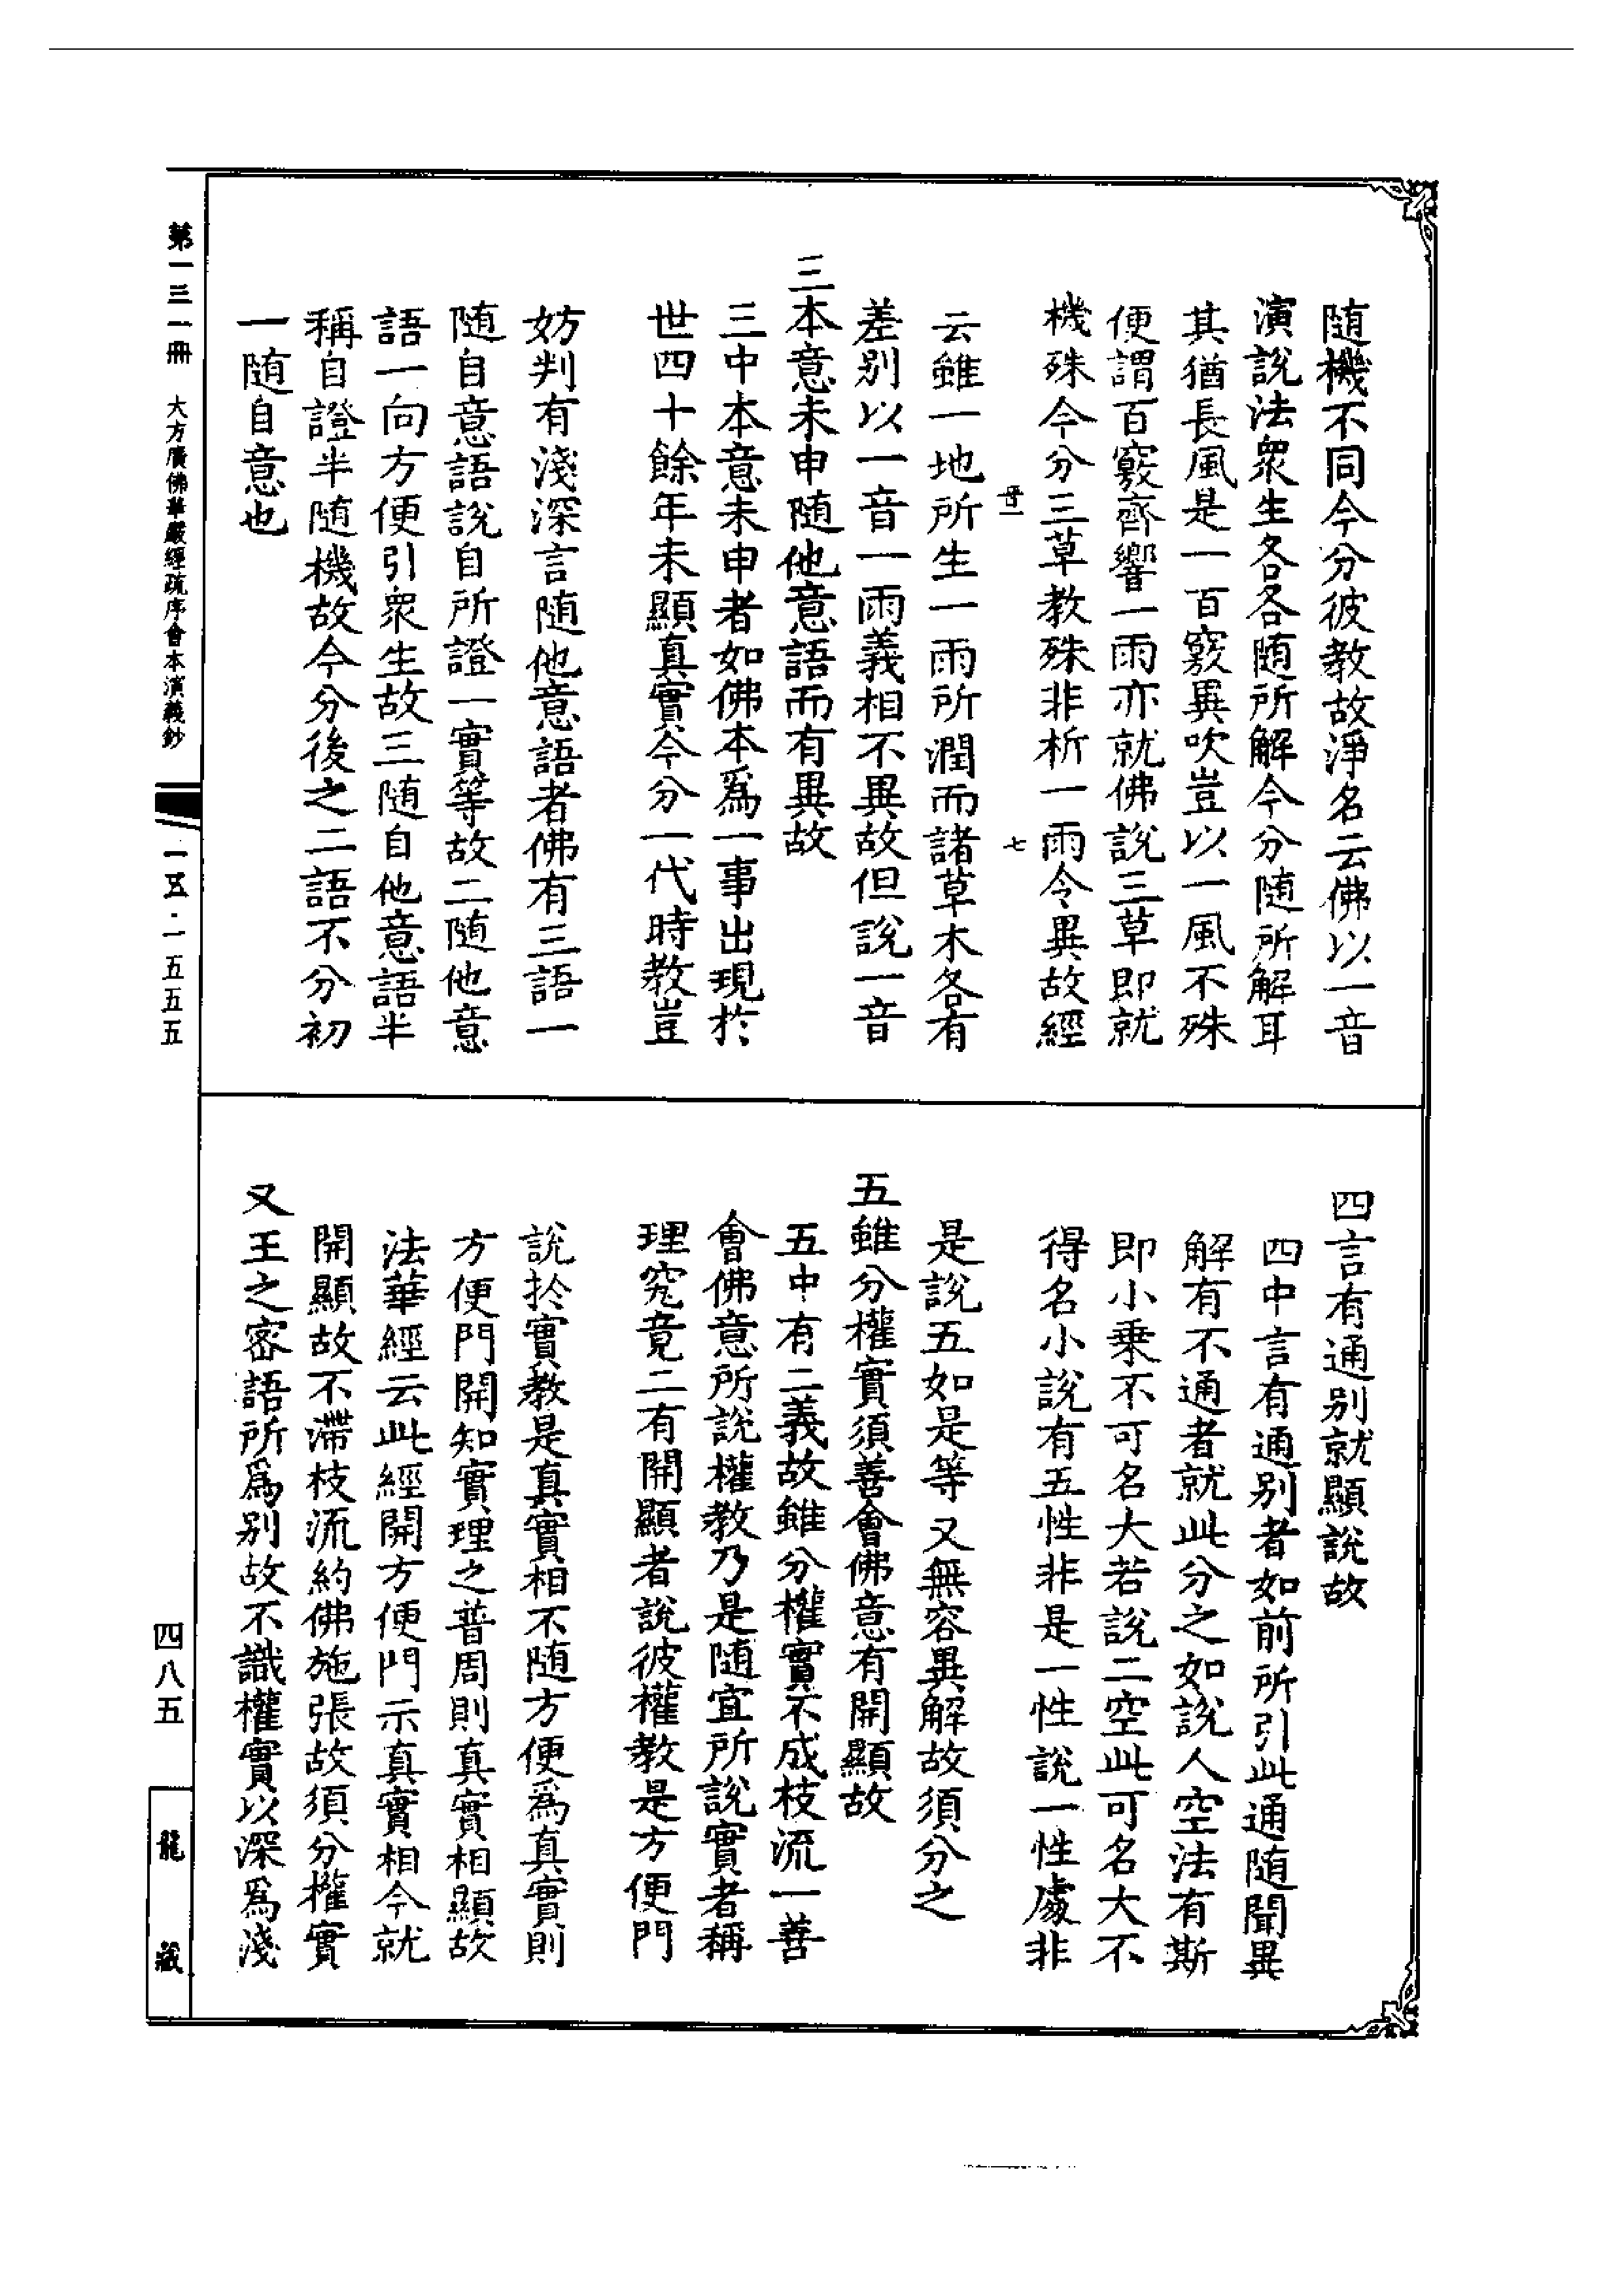 随機不同今分彼教故淨名云佛以一音
演說法衆生各各随所解今分随所解耳
其猶長風是一百竅異吹豈以一風不殊
便謂百竅齊響一雨亦就佛說三草即就
機殊今分三草教殊非析一雨令異故經
七
云雖一地所生一雨所潤而諸草木各有
差别以一音一雨義相不異故但說一音
三本意未申随他意語而有異故
三中本意未申者如佛本爲一事出現於
世四十餘年未顯真實今分一代時教豈
妨判有淺深言随他意語者佛有三語一
随自意語說自所證一實等故二随他意
語一向方便引衆生故三随自他意語半
稱自證半随機故今分後之二語不分初
一随自意也
四言有通别就顯說故
四中言有通别者如前所引此通随聞異
解有不通者就此分之如說人空法有斯
即小乗不可名大若說二空此可名大不
得名小說有五性非是一性說一性處非
是說五如是等又無容異解故須分之
五雖分權實須善會佛意有開顯故
五中有二義故雖分權實不成枝流一善
會佛意所說權教乃是随宜所說實者稱
理究竟二有開顯者說彼權教是方便門
說於實教是真實相不随方便爲真實則
方便門開知實理之普周則真實相顯故
法華經云此經開方便門示真實相今就
開顯故不滯枝流約佛施張故須分權實
又王之密語所爲别故不識權實以深爲淺
第一三一冊 大方廣佛華嚴經疏序會本演義鈔
一五·一五五五
四八五
龍藏